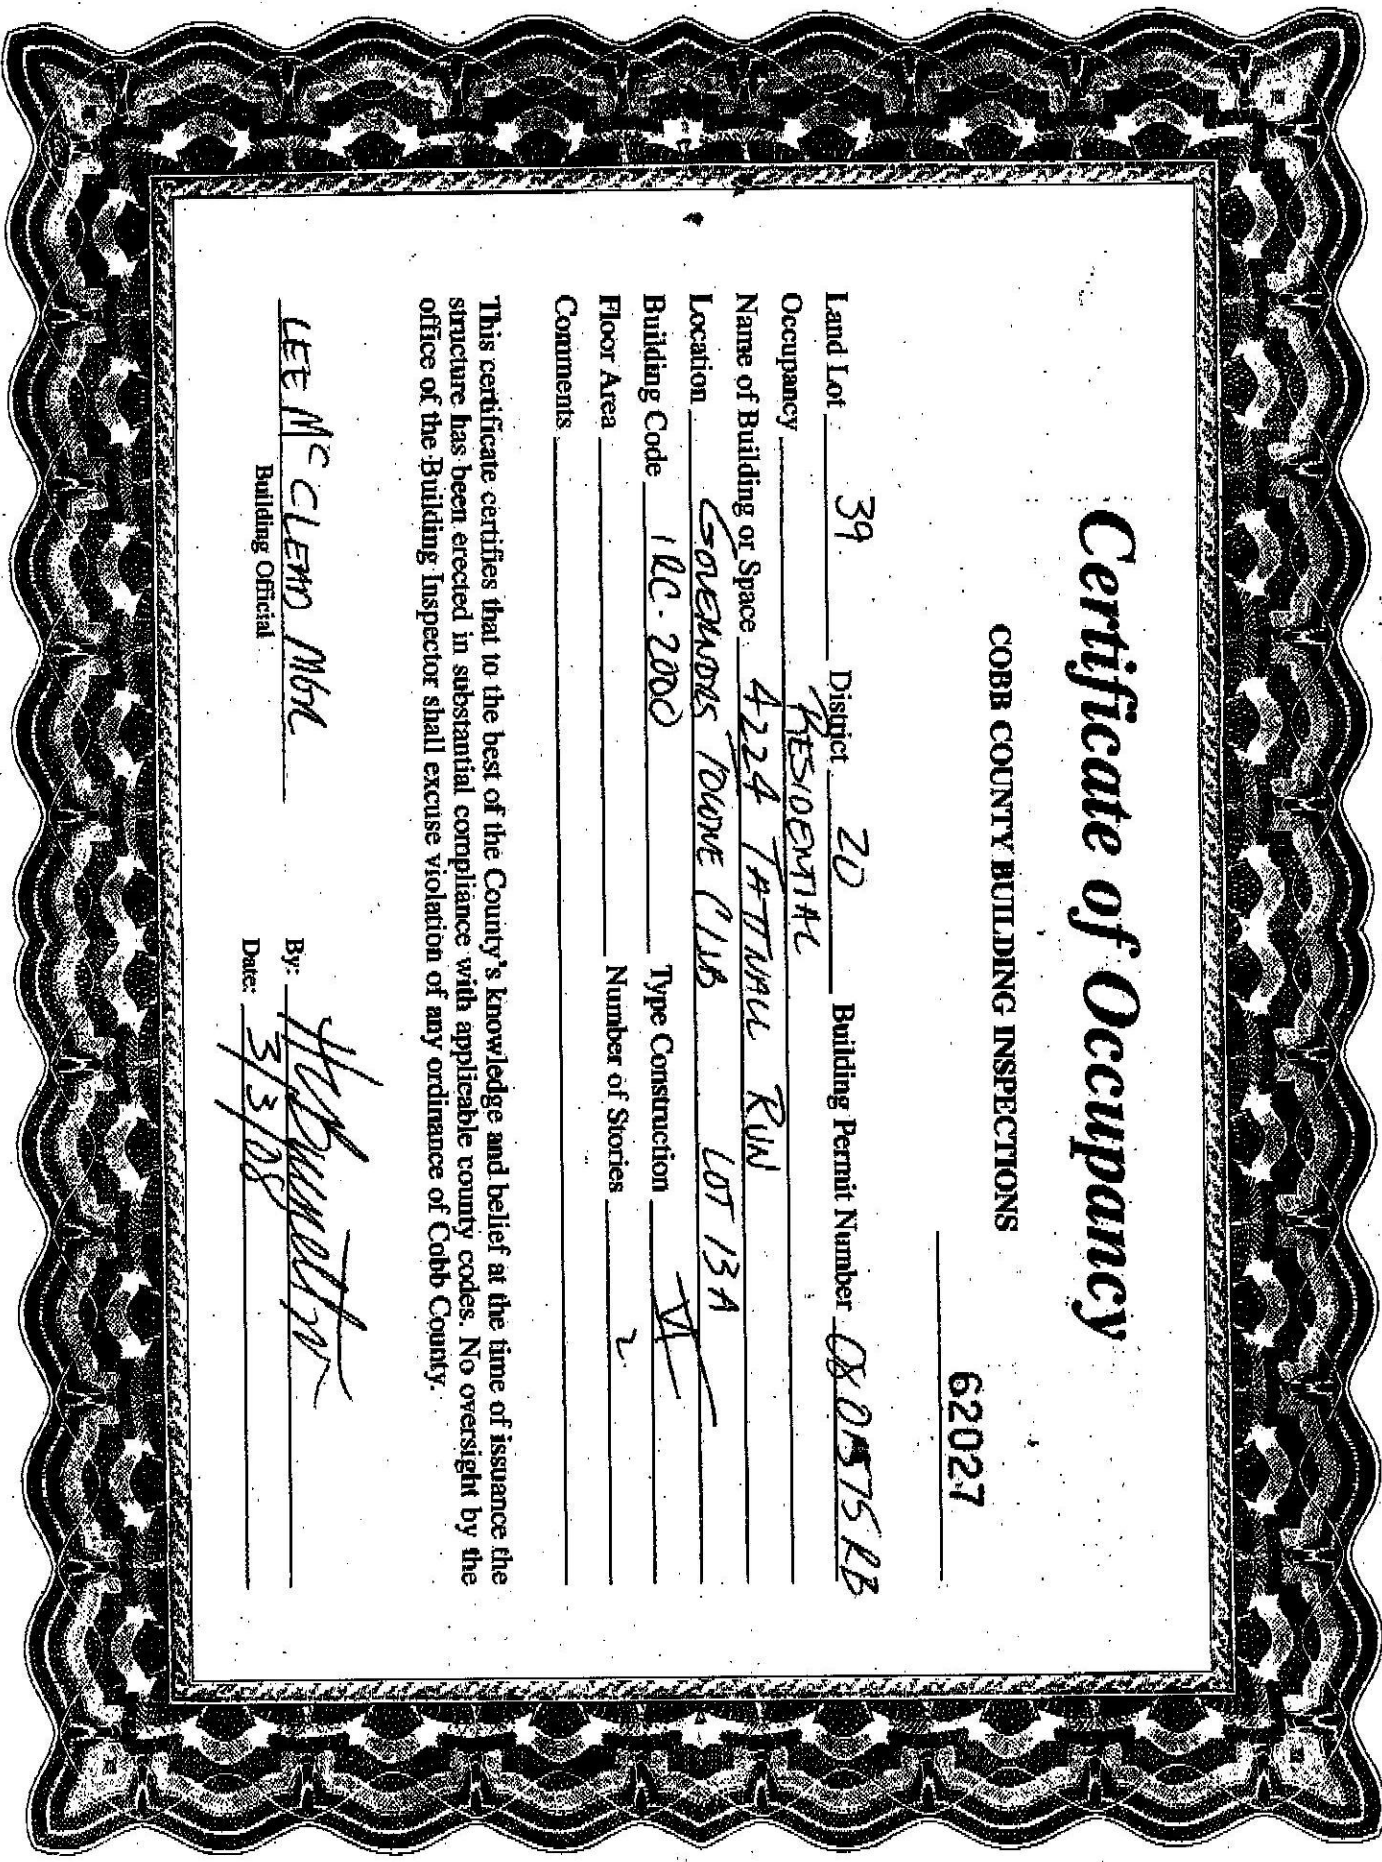 Certificate of Occupancy
COBB COUNTY BUILDING INSPECTIONS
62027
Land Lot 39 District 20 Building Permit Number RB
Occupancy RESIDENTIAL
Name of Building or Space 4224 TATTNALL RUN
Location GOVERNORS TOWNE CLUB LOT 13A
Building Code IRC-2000 Type Construction VI
Floor Area Number of Stories 2
Comments
This certificate certifies that to the best of the County's knowledge and belief at the time of issuance the
structure has been erected in substantial compliance with applicable county codes. No oversight by the
office of the Building Inspector shall excuse violation of any ordinance of Cobb County.
LEE McCLEAD MGR By:
Building Official Date: 3/3/08